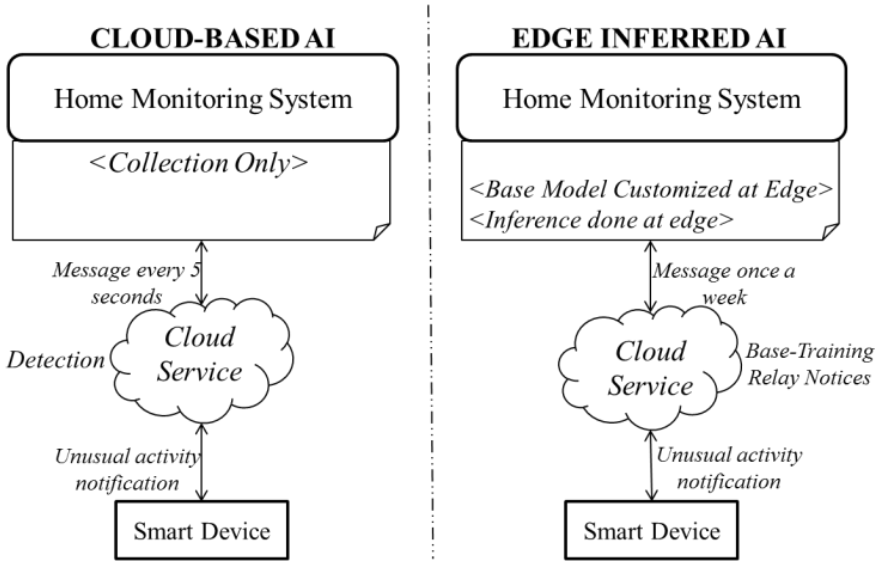 CLOUD-BASED AI
Home Monitoring System
<Collection Only>
Message every 5
seconds
Detection
Cloud
Service
Unusual activity
notification
Smart Device
EDGE INFERRED AI
Home Monitoring System
<Base Model Customized at Edge>
<Inference done at edge>
Message once a
week
Cloud
Service
Base-Training
Relay Notices
Unusual activity
notification
Smart Device